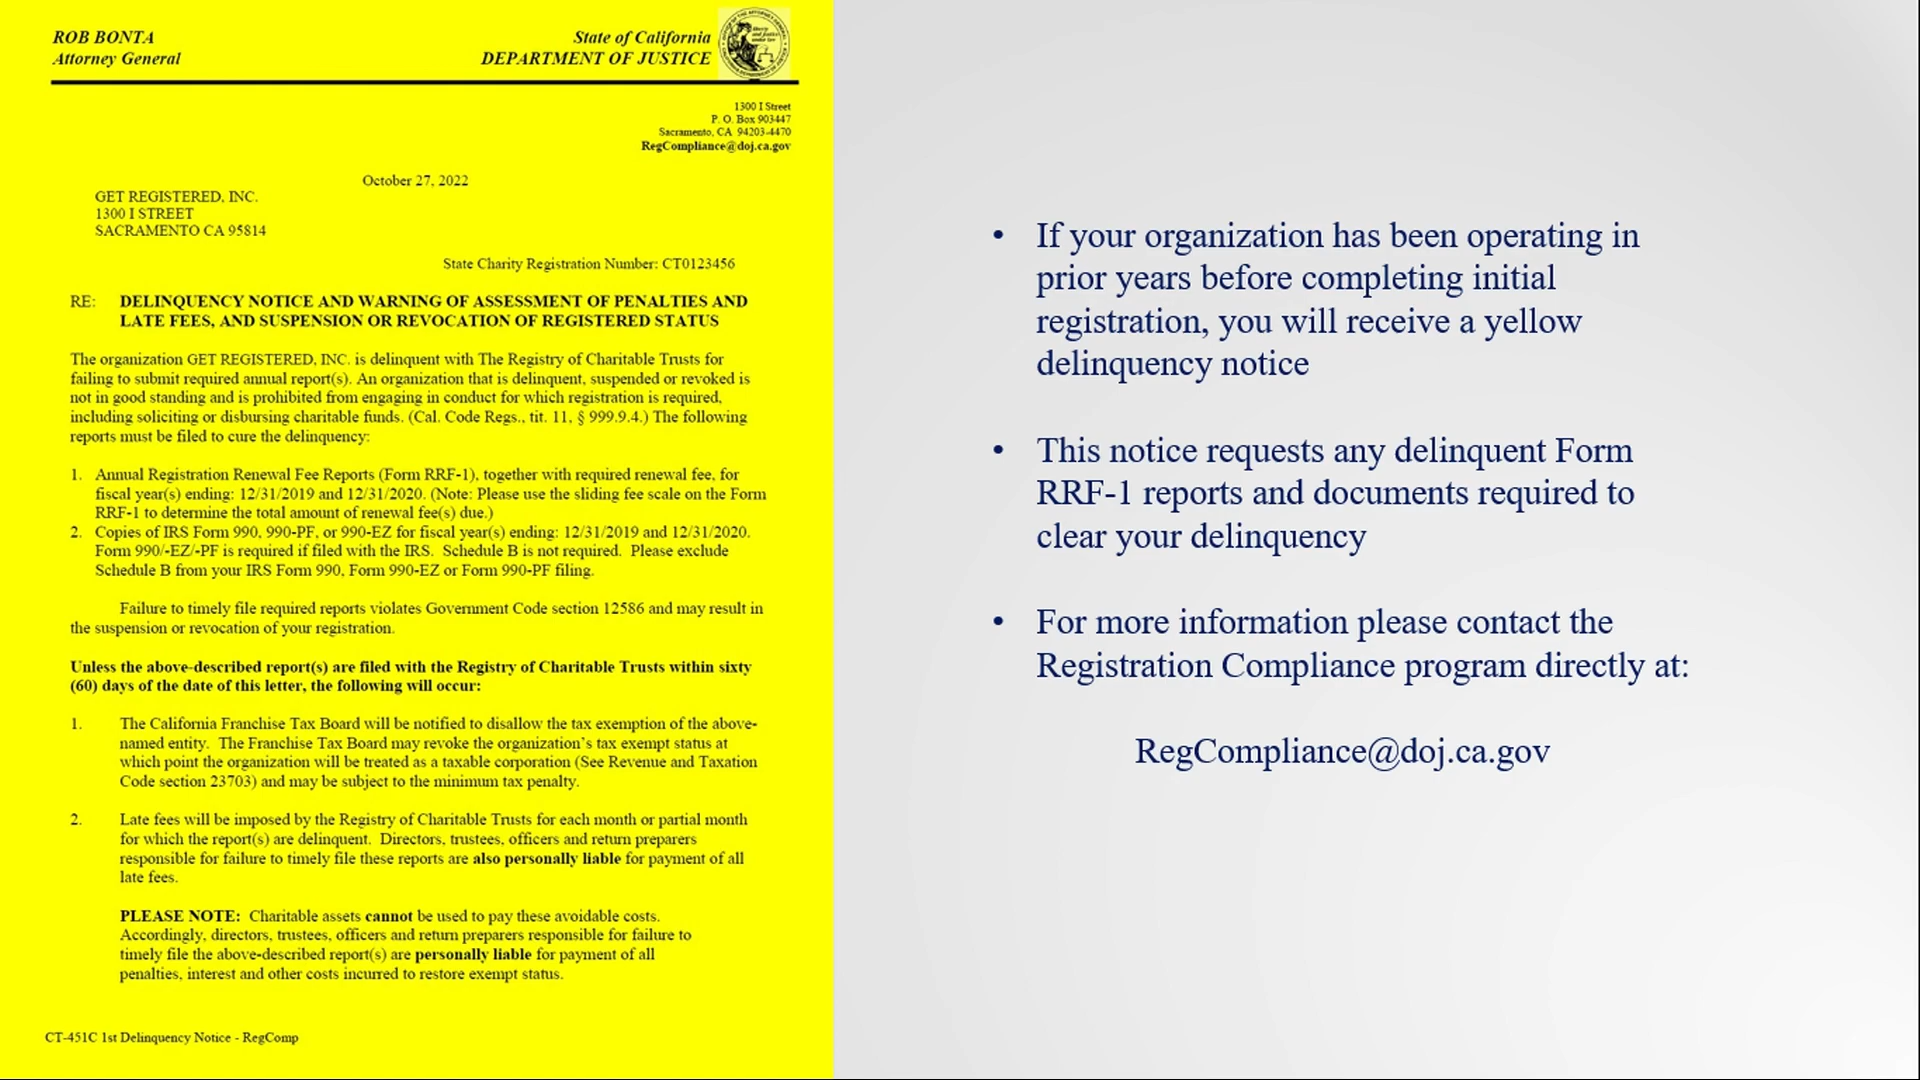 ROB BONTA
Attorney General
State of California
DEPARTMENT OF JUSTICE
1300 I Street
P. O. Box 903447
Sacramento, CA 94203-4470
RegCompliance@doj.ca.gov
October 27, 2022
GET REGISTERED, INC.
1300 I STREET
SACRAMENTO CA 95814
State Charity Registration Number: CT0123456
RE: DELINQUENCY NOTICE AND WARNING OF ASSESSMENT OF PENALTIES AND
LATE FEES, AND SUSPENSION OR REVOCATION OF REGISTERED STATUS
The organization GET REGISTERED, INC. is delinquent with The Registry of Charitable Trusts for
failing to submit required annual report(s). An organization that is delinquent, suspended or revoked is
not in good standing and is prohibited from engaging in conduct for which registration is required,
including soliciting or disbursing charitable funds. (Cal. Code Regs., tit. 11, § 999.9.4.) The following
reports must be filed to cure the delinquency:
1. Annual Registration Renewal Fee Reports (Form RRF-1), together with required renewal fee, for
fiscal year(s) ending: 12/31/2019 and 12/31/2020. (Note: Please use the sliding fee scale on the Form
RRF-1 to determine the total amount of renewal fee(s) due.)
2. Copies of IRS Form 990, 990-PF, or 990-EZ for fiscal year(s) ending: 12/31/2019 and 12/31/2020.
Form 990/-EZ/-PF is required if filed with the IRS. Schedule B is not required. Please exclude
Schedule B from your IRS Form 990, Form 990-EZ or Form 990-PF filing.
Failure to timely file required reports violates Government Code section 12586 and may result in
the suspension or revocation of your registration.
Unless the above-described report(s) are filed with the Registry of Charitable Trusts within sixty
(60) days of the date of this letter, the following will occur:
1. The California Franchise Tax Board will be notified to disallow the tax exemption of the above-
named entity. The Franchise Tax Board may revoke the organization's tax exempt status at
which point the organization will be treated as a taxable corporation (See Revenue and Taxation
Code section 23703) and may be subject to the minimum tax penalty.
2. Late fees will be imposed by the Registry of Charitable Trusts for each month or partial month
for which the report(s) are delinquent. Directors, trustees, officers and return preparers
responsible for failure to timely file these reports are also personally liable for payment of all
late fees.
PLEASE NOTE: Charitable assets cannot be used to pay these avoidable costs.
Accordingly, directors, trustees, officers and return preparers responsible for failure to
timely file the above-described report(s) are personally liable for payment of all
penalties, interest and other costs incurred to restore exempt status.
CT-451C 1st Delinquency Notice - RegComp
• If your organization has been operating in
prior years before completing initial
registration, you will receive a yellow
delinquency notice
• This notice requests any delinquent Form
RRF-1 reports and documents required to
clear your delinquency
• For more information please contact the
Registration Compliance program directly at:
RegCompliance@doj.ca.gov